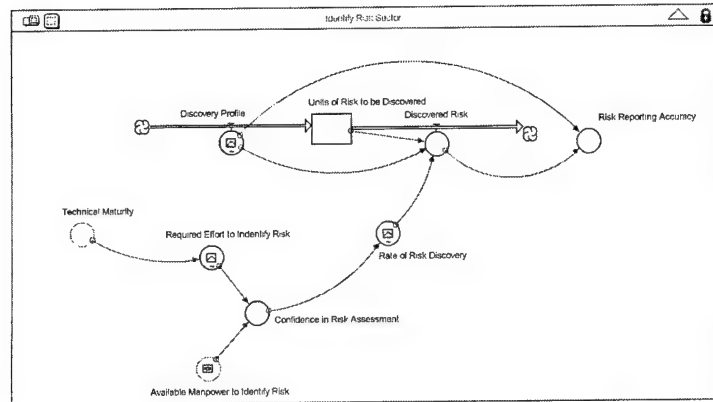 Identify Risk Sector
Units of Risk to be Discovered
Discovery Profile
Discovered Risk
Risk Reporting Accuracy
Technical Maturity
Required Effort to Indentify Risk
Rate of Risk Discovery
Confidence in Risk Assessment
Available Manpower to Identify Risk